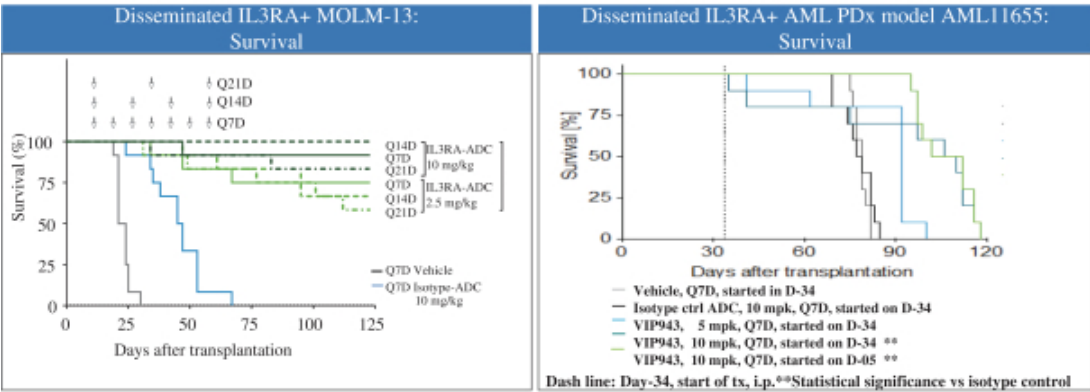 Disseminated IL3RA+ MOLM-13:
Survival
Q21D
Q14D
Q7D
Survival (%)
100
75
50
25
0
Q14D
Q7D
Q21D
IL3RA-ADC
10 mg/kg
Q7D
Q14D
Q21D
IL3RA-ADC
2.5 mg/kg
Q7D Vehicle
Q7D Isotype-ADC
10 mg/kg
0 25 50 75 100 125
Days after transplantation
Disseminated IL3RA+ AML PDx model AML11655:
Survival
Survival [%]
100
75
50
25
0
0 30 60 90 120
Days after transplantation
Vehicle, Q7D, started in D-34
Isotype ctrl ADC, 10 mpk, Q7D, started on D-34
VIP943, 5 mpk, Q7D, started on D-34
VIP943, 10 mpk, Q7D, started on D-34 **
VIP943, 10 mpk, Q7D, started on D-05 **
Dash line: Day-34, start of tx, i.p.**Statistical significance vs isotype control